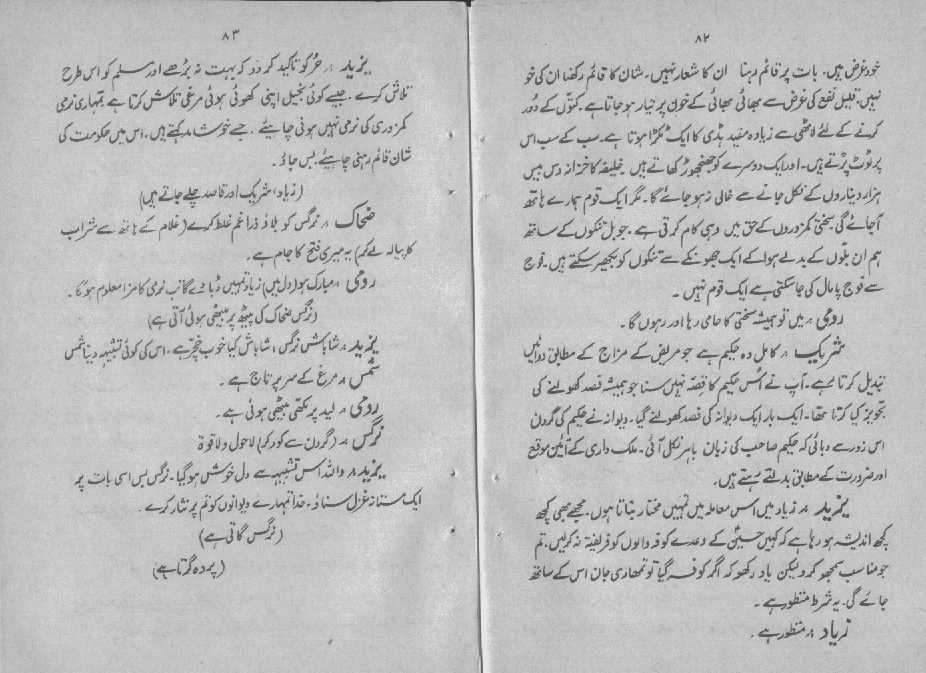 ۸۲
خود غرض ہیں۔ بات پر قائم رہنا ان کا شعار نہیں۔ شان کا قائم رکھنا ان کی خو
نہیں۔ قلیل نفع کی غرض سے بھائی بھائی کے خون پر تیار ہو جاتا ہے۔ کتوں کے دُور
کرنے کے لئے لاٹھی سے زیادہ مفید ہڈی کا ایک ٹکڑا ہوتا ہے۔ سب کے سب اس
پر ٹوٹ پڑتے ہیں۔ اور ایک دوسرے کو جھنجھوڑ کھاتے ہیں خلیفہ کا خزانہ دس بیس
ہزار دیناروں کے نکل جانے سے خالی نہ ہو جائے گا۔ مگر ایک قوم ہمارے ہاتھ
آجائے گی سختی کمزوروں کے حق میں وہی کام کرتی ہے۔ جو بل تنکوں کے ساتھ
ہم ان بلّوں کے بدلے ہوا کے ایک جھونکے سے تنکوں کو بکھیر سکتے ہیں۔ فوج
سے فوج پامال کی جاسکتی ہے ایک قوم نہیں۔
رومی :۔ میں تو ہمیشہ سختی کا حامی رہا اور رہوں گا۔
شریک :۔ کامل وہ حکیم ہے جو مریض کے مزاج کے مطابق دوائیں
تبدیل کرتا رہے۔ آپ نے اُس حکیم کا قصّہ نہیں سنا جو ہمیشہ فصد کھولنے کی
تجویز کیا کرتا تھا۔ ایک بار ایک دیوانہ کی فصد کھولنے گیا۔ دیوانہ نے حکیم کی گردن
اس زور سے دبائی کہ حکیم صاحب کی زبان باہر نکل آئی۔ ملک داری کے آئین موقع
اور ضرورت کے مطابق بدلتے رہتے ہیں۔
یزید :۔ زیاد میں اس معاملہ میں تمہیں مختار بناتا ہوں۔ مجھے بھی کچھ
کچھ اندیشہ ہو رہا ہے کہ کہیں حسینؑ کے وعدے کوفہ والوں کو فریفتہ نہ کرلیں۔ تم
جو مناسب سمجھو کرو لیکن یاد رکھو کہ اگر کوفہ گیا تو تمھاری جان اس کے ساتھ
جائے گی۔ یہ شرط منظور ہے۔
زیاد :۔ منظور ہے۔
۸۳
یزید :۔ حُر کو تاکید کر دو کہ بہت نہ بڑھے اور مسلم کو اس طرح
تلاش کرے۔ جیسے کوئی بخیل اپنی کھوئی ہوئی مرغی تلاش کرتا ہے تمہاری نرمی
کمزوری کی نرمی نہیں ہونی چاہیئے۔ جسے خوشامد کہتے ہیں۔ اس میں حکومت کی
شان قائم رہنی چاہیئے۔ بس جاؤ۔
(زیاد، شریک اور قاصد چلے جاتے ہیں)
ضحاک :۔ نرگس کو بلاؤ ذرا غم غلط کرے (غلام کے ہاتھ سے شراب
کا پیالہ لے کر) یہ میری فتح کا جام ہے۔
رومی :۔ مبارک ہو (دل میں) زیاد تمہیں ڈبا دے گا تب نرمی کا مزا معلوم ہوگا۔
(نرگس ضحاک کی پیٹھ پر بیٹھی ہوئی آتی ہے)
یزید :۔ شاباش نرگس، شاباش کیا خوب خچر ہے۔ اس کی کوئی تشبیہہ دینا شمس
شمس :۔ مرغ کے سر پر تاج ہے۔
رومی :۔ لید پر مکھی بیٹھی ہوئی ہے۔
نرگس :۔ (گردن سے کود کر) لاحول ولا قوۃ
یزید :۔ واللہ اس تشبیہہ سے دل خوش ہوگیا۔ نرگس بس اسی بات پر
ایک مستانہ غزل سناؤ۔ خدا تمہارے دیوانوں کو تم پر نثار کرے۔
(نرگس گاتی ہے)
(پردہ گرتا ہے)